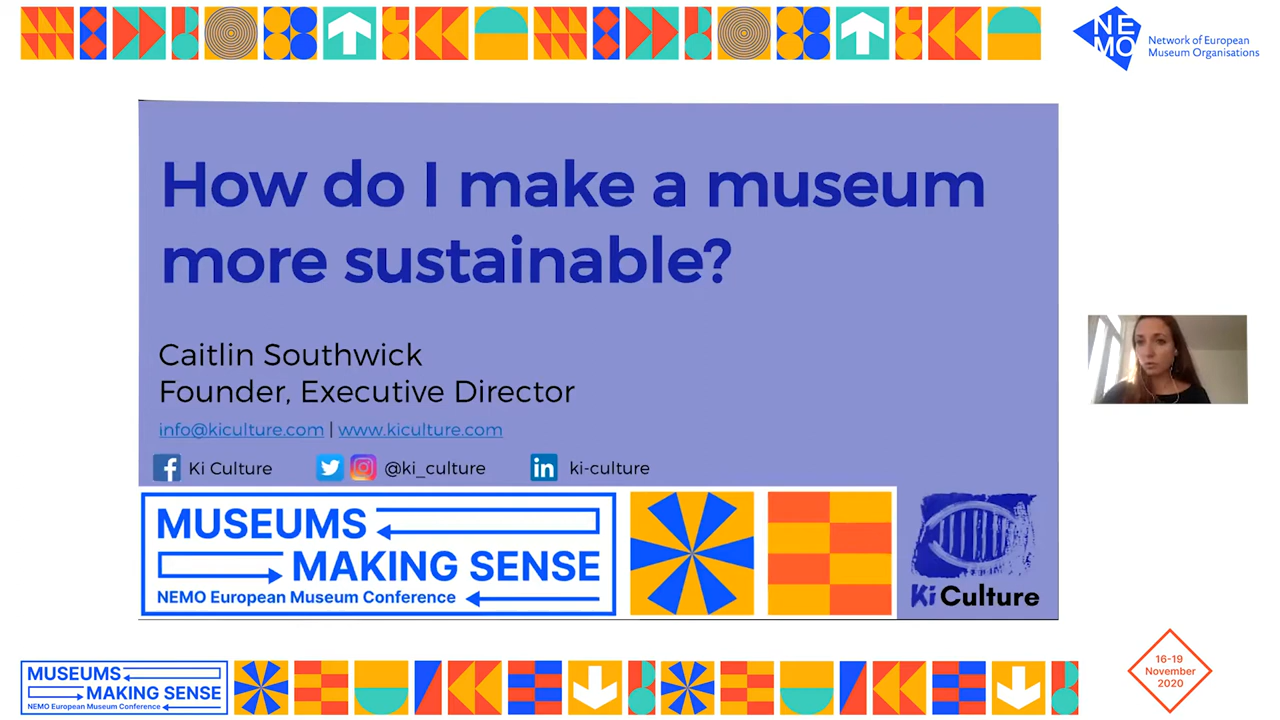 NE
MO
Network of European
Museum Organisations
How do I make a museum
more sustainable?
Caitlin Southwick
Founder, Executive Director
info@kiculture.com | www.kiculture.com
Ki Culture @ki_culture ki-culture
MUSEUMS
MAKING SENSE
NEMO European Museum Conference
Ki Culture
MUSEUMS
MAKING SENSE
NEMO European Museum Conference
16-19
November
2020